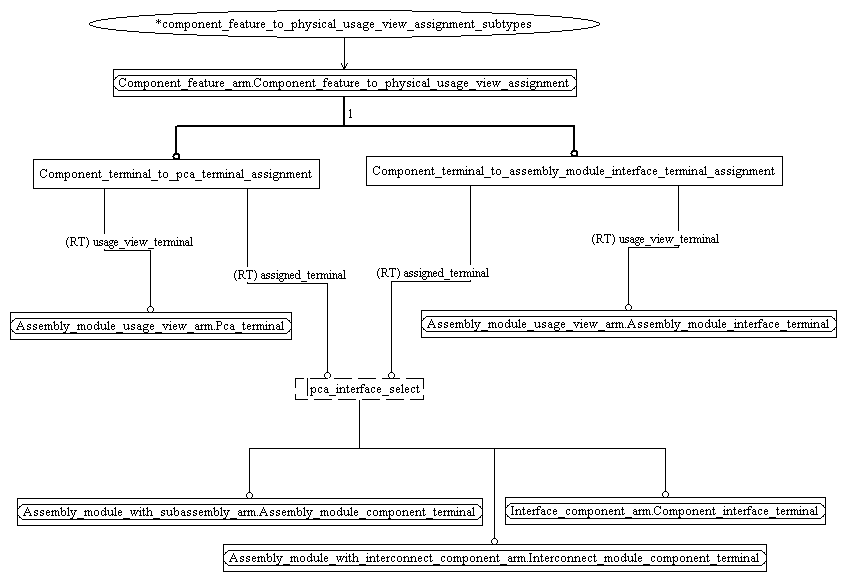 *component_feature_to_physical_usage_view_assignment_subtypes
Component_feature_arm.Component_feature_to_physical_usage_view_assignment
1
Component_terminal_to_pca_terminal_assignment
Component_terminal_to_assembly_module_interface_terminal_assignment
(RT) usage_view_terminal
(RT) usage_view_terminal
(RT) assigned_terminal
(RT) assigned_terminal
Assembly_module_usage_view_arm.Pca_terminal
Assembly_module_usage_view_arm.Assembly_module_interface_terminal
pca_interface_select
Assembly_module_with_subassembly_arm.Assembly_module_component_terminal
Interface_component_arm.Component_interface_terminal
Assembly_module_with_interconnect_component_arm.Interconnect_module_component_terminal